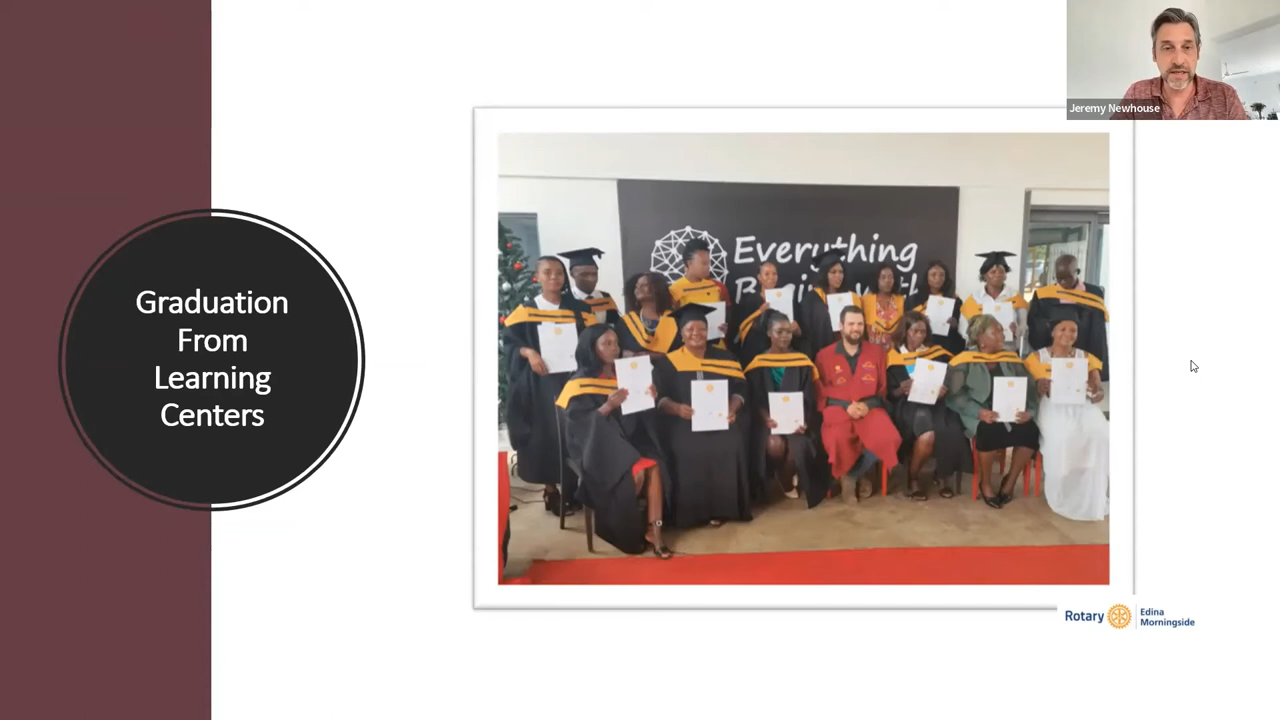 Graduation
From
Learning
Centers
Everything
Jeremy Newhouse
Rotary
Edina
Morningside